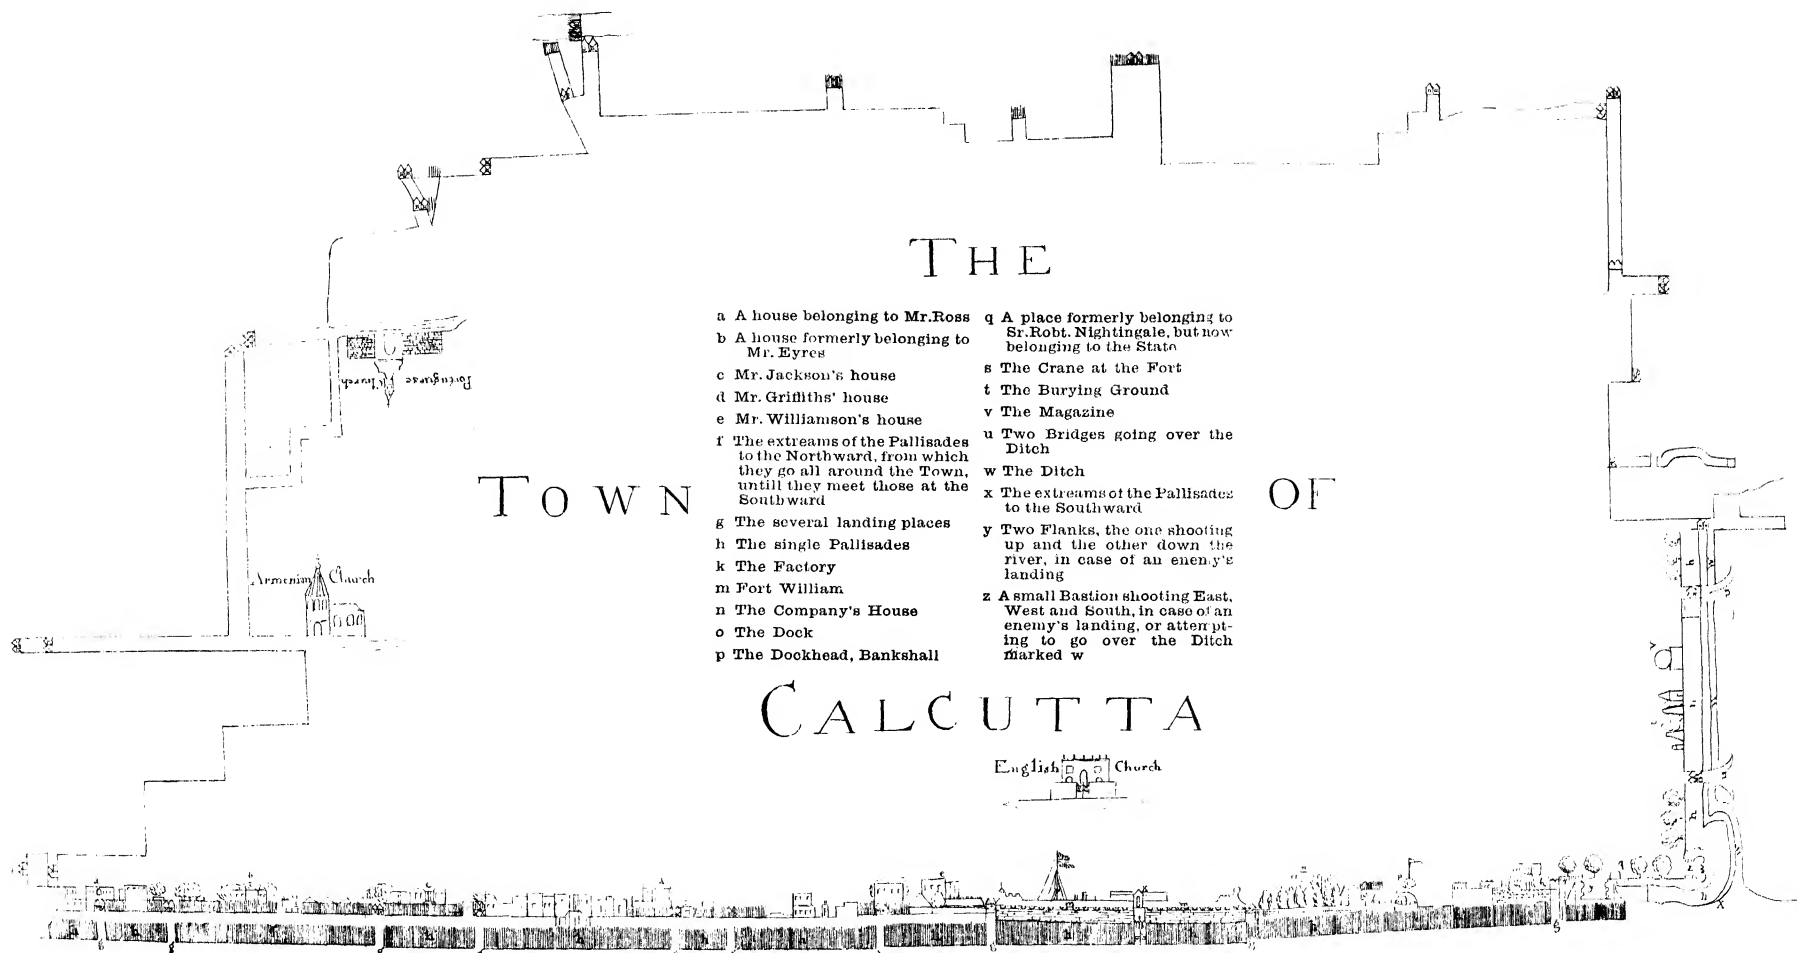 THE
a A house belonging to Mr.Ross
b A house formerly belonging to
Mr. Eyres
c Mr. Jackson's house
d Mr. Griffiths' house
e Mr. Williamson's house
f The extreams of the Pallisades
to the Northward, from which
they go all around the Town,
untill they meet those at the
Southward
g The several landing places
h The single Pallisades
k The Factory
m Fort William
n The Company's House
o The Dock
p The Dockhead, Bankshall
q A place formerly belonging to
Sr. Robt. Nightingale, but now
belonging to the State
s The Crane at the Fort
t The Burying Ground
v The Magazine
u Two Bridges going over the
Ditch
w The Ditch
x The extreams of the Pallisades
to the Southward
y Two Flanks, the one shooting
up and the other down the
river, in case of an enemy's
landing
z A small Bastion shooting East,
West and South, in case of an
enemy's landing, or attempt-
ing to go over the Ditch
marked w
TOWN OF
CALCUTTA
Portuguese Church
Armenian Church
English Church